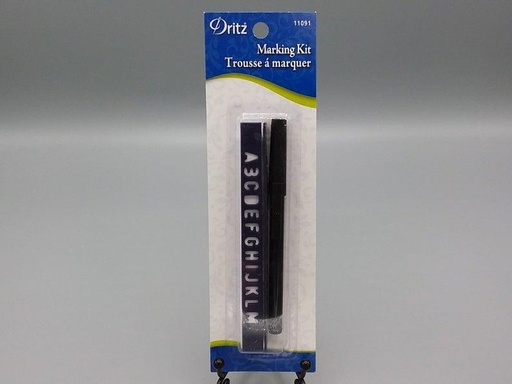 Dritz
11091
Marking Kit
Trousse á marquer
ABCDEFGHIJKLM